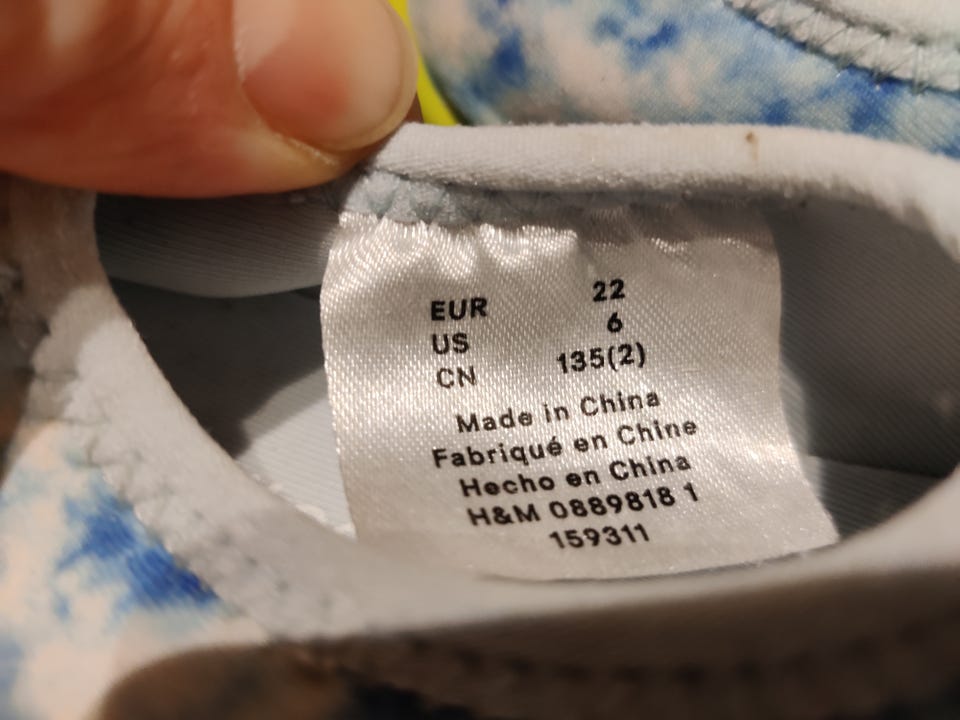 EUR 22
US 6
CN 135(2)
Made in China
Fabriqué en Chine
Hecho en China
H&M 0889818 1
159311